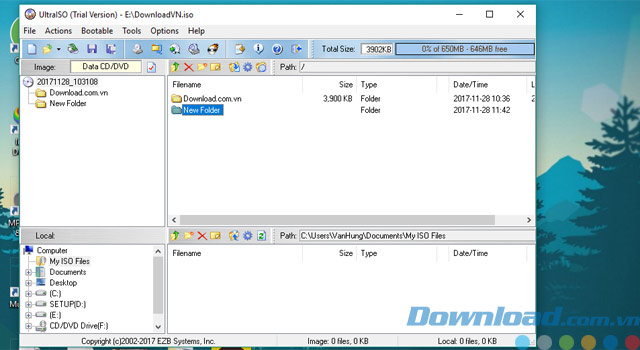 UltraISO (Trial Version) - E:\DownloadVN.iso
File Actions Bootable Tools Options Help
Total Size: 3902KB 0% of 650MB - 646MB free
Image: Data CD/DVD Path: /
20171128_103108
Download.com.vn
New Folder
Filename Size Type Date/Time
Download.com.vn 3,900 KB Folder 2017-11-28 10:36
New Folder Folder 2017-11-28 11:42
Local: Path: C:\Users\VanHung\Documents\My ISO Files
Computer
My ISO Files
Documents
Desktop
(C:)
SETUP(D:)
(E:)
CD/DVD Drive(F:)
Filename Size Type Date/Time
Copyright (c)2002-2017 EZB Systems, Inc. Image: 0 files, 0 KB Local: 0 files, 0 KB
Download.com.vn